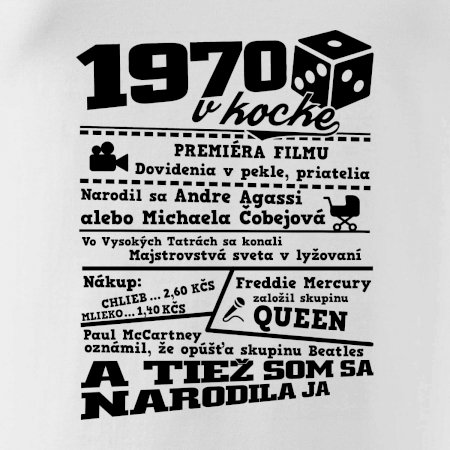 1970
v kocke
PREMIÉRA FILMU
Dovidenia v pekle, priatelia
Narodil sa Andre Agassi
alebo Michaela Čobejová
Vo Vysokých Tatrách sa konali
Majstrovstvá sveta v lyžovaní
Nákup:
CHLIEB ... 2,60 KČS
MLIEKO ... 1,40 KČS
Freddie Mercury
založil skupinu
QUEEN
Paul McCartney
oznámil, že opúšťa skupinu Beatles
A TIEŽ SOM SA
NARODILA JA